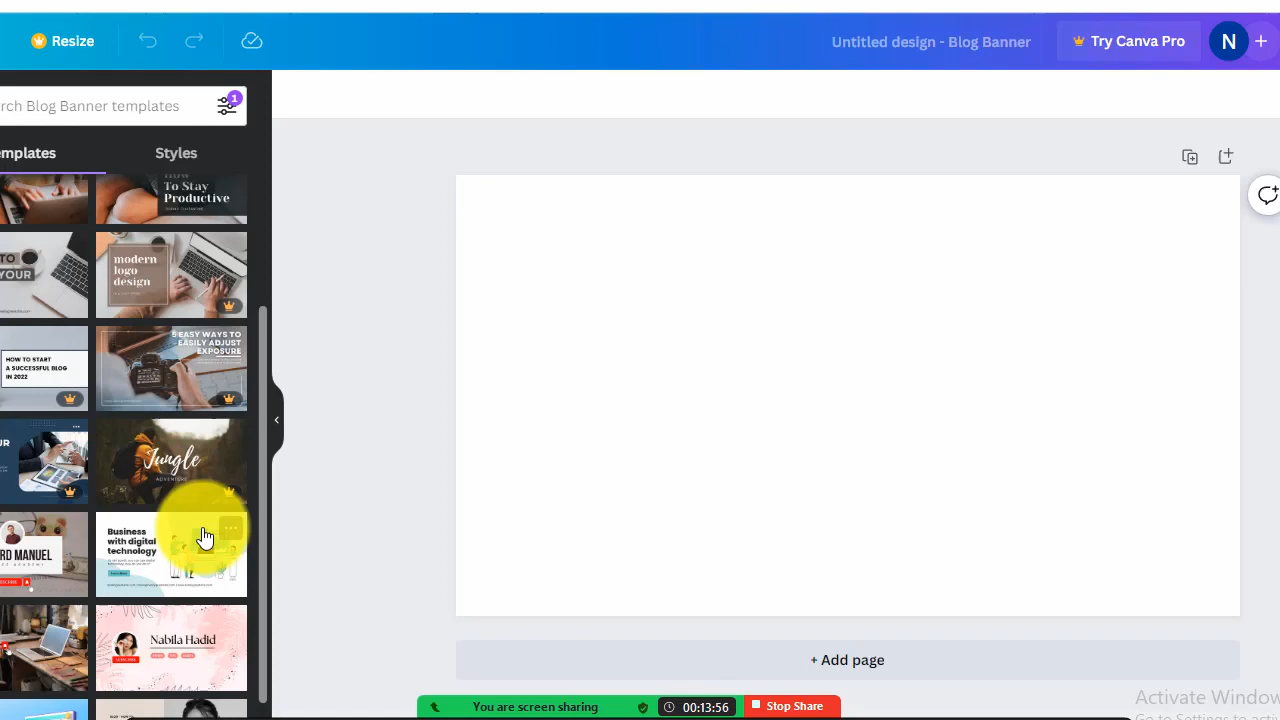 Resize
Untitled design - Blog Banner
Try Canva Pro
N
rch Blog Banner templates
1
emplates
Styles
To Stay
Productive
TO
YOUR
modern
logo
design
HOW TO START
A SUCCESSFUL BLOG
IN 2022
5 EASY WAYS TO
EASILY ADJUST
EXPOSURE
UR
Jungle
ADVENTURE
RD MANUEL
Business
with digital
technology
Nabila Hadid
SUBSCRIBE
+ Add page
You are screen sharing
00:13:56
Stop Share
Activate Window